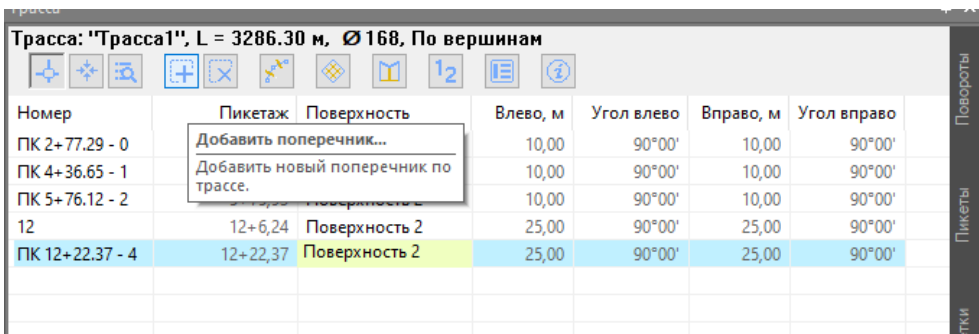 Трасса
Трасса: "Трасса1", L = 3286.30 м, Ø168, По вершинам
Номер Пикетаж Поверхность Влево, м Угол влево Вправо, м Угол вправо
ПК 2+77.29 - 0 10,00 90°00' 10,00 90°00'
ПК 4+36.65 - 1 10,00 90°00' 10,00 90°00'
ПК 5+76.12 - 2 10,00 90°00' 10,00 90°00'
12 12+6,24 Поверхность 2 25,00 90°00' 25,00 90°00'
ПК 12+22.37 - 4 12+22,37 Поверхность 2 25,00 90°00' 25,00 90°00'
Добавить поперечник...
Добавить новый поперечник по
трассе.
Повороты
Пикеты